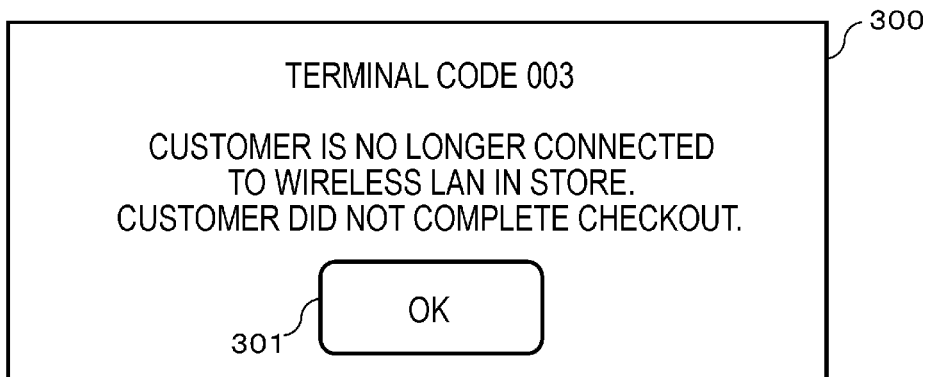 300
TERMINAL CODE 003
CUSTOMER IS NO LONGER CONNECTED
TO WIRELESS LAN IN STORE.
CUSTOMER DID NOT COMPLETE CHECKOUT.
OK
301